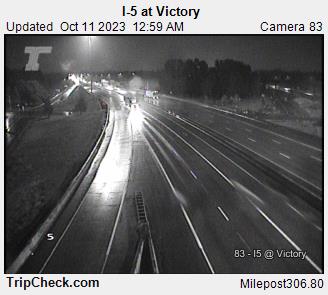 I-5 at Victory
Updated Oct 11 2023 12:59 AM Camera 83
T
S
83 - I5 @ Victory
TripCheck.com Milepost306.80